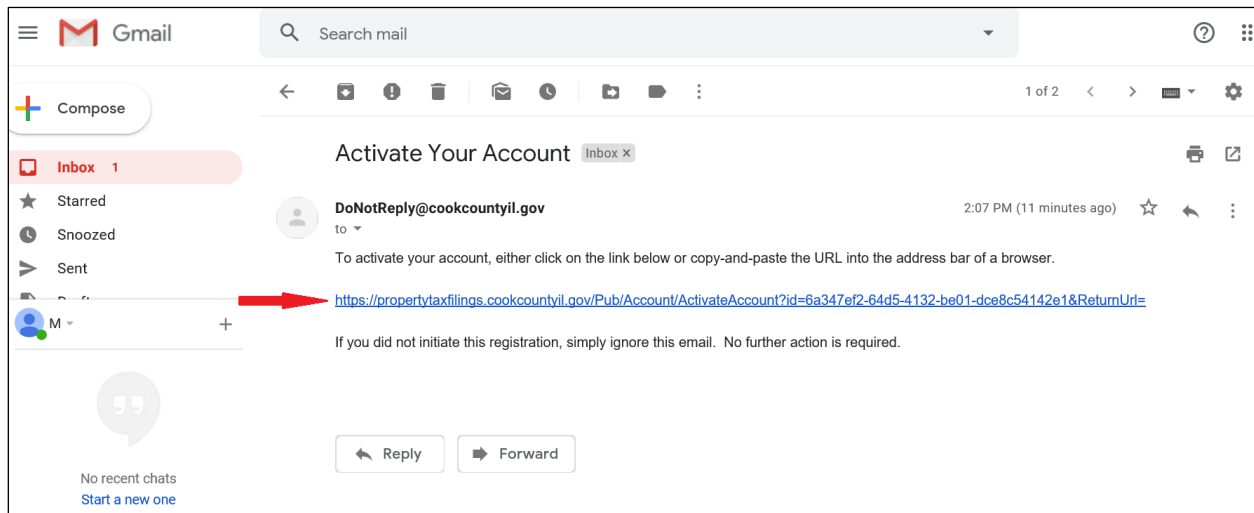 Gmail
Search mail
Compose
1 of 2
Activate Your Account Inbox x
Inbox 1
DoNotReply@cookcountyil.gov 2:07 PM (11 minutes ago)
Starred
to
Snoozed
To activate your account, either click on the link below or copy-and-paste the URL into the address bar of a browser.
Sent
https://propertytaxfilings.cookcountyil.gov/Pub/Account/ActivateAccount?id=6a347ef2-64d5-4132-be01-dce8c54142e1&ReturnUrl=
M
If you did not initiate this registration, simply ignore this email.  No further action is required.
Reply
Forward
No recent chats
Start a new one